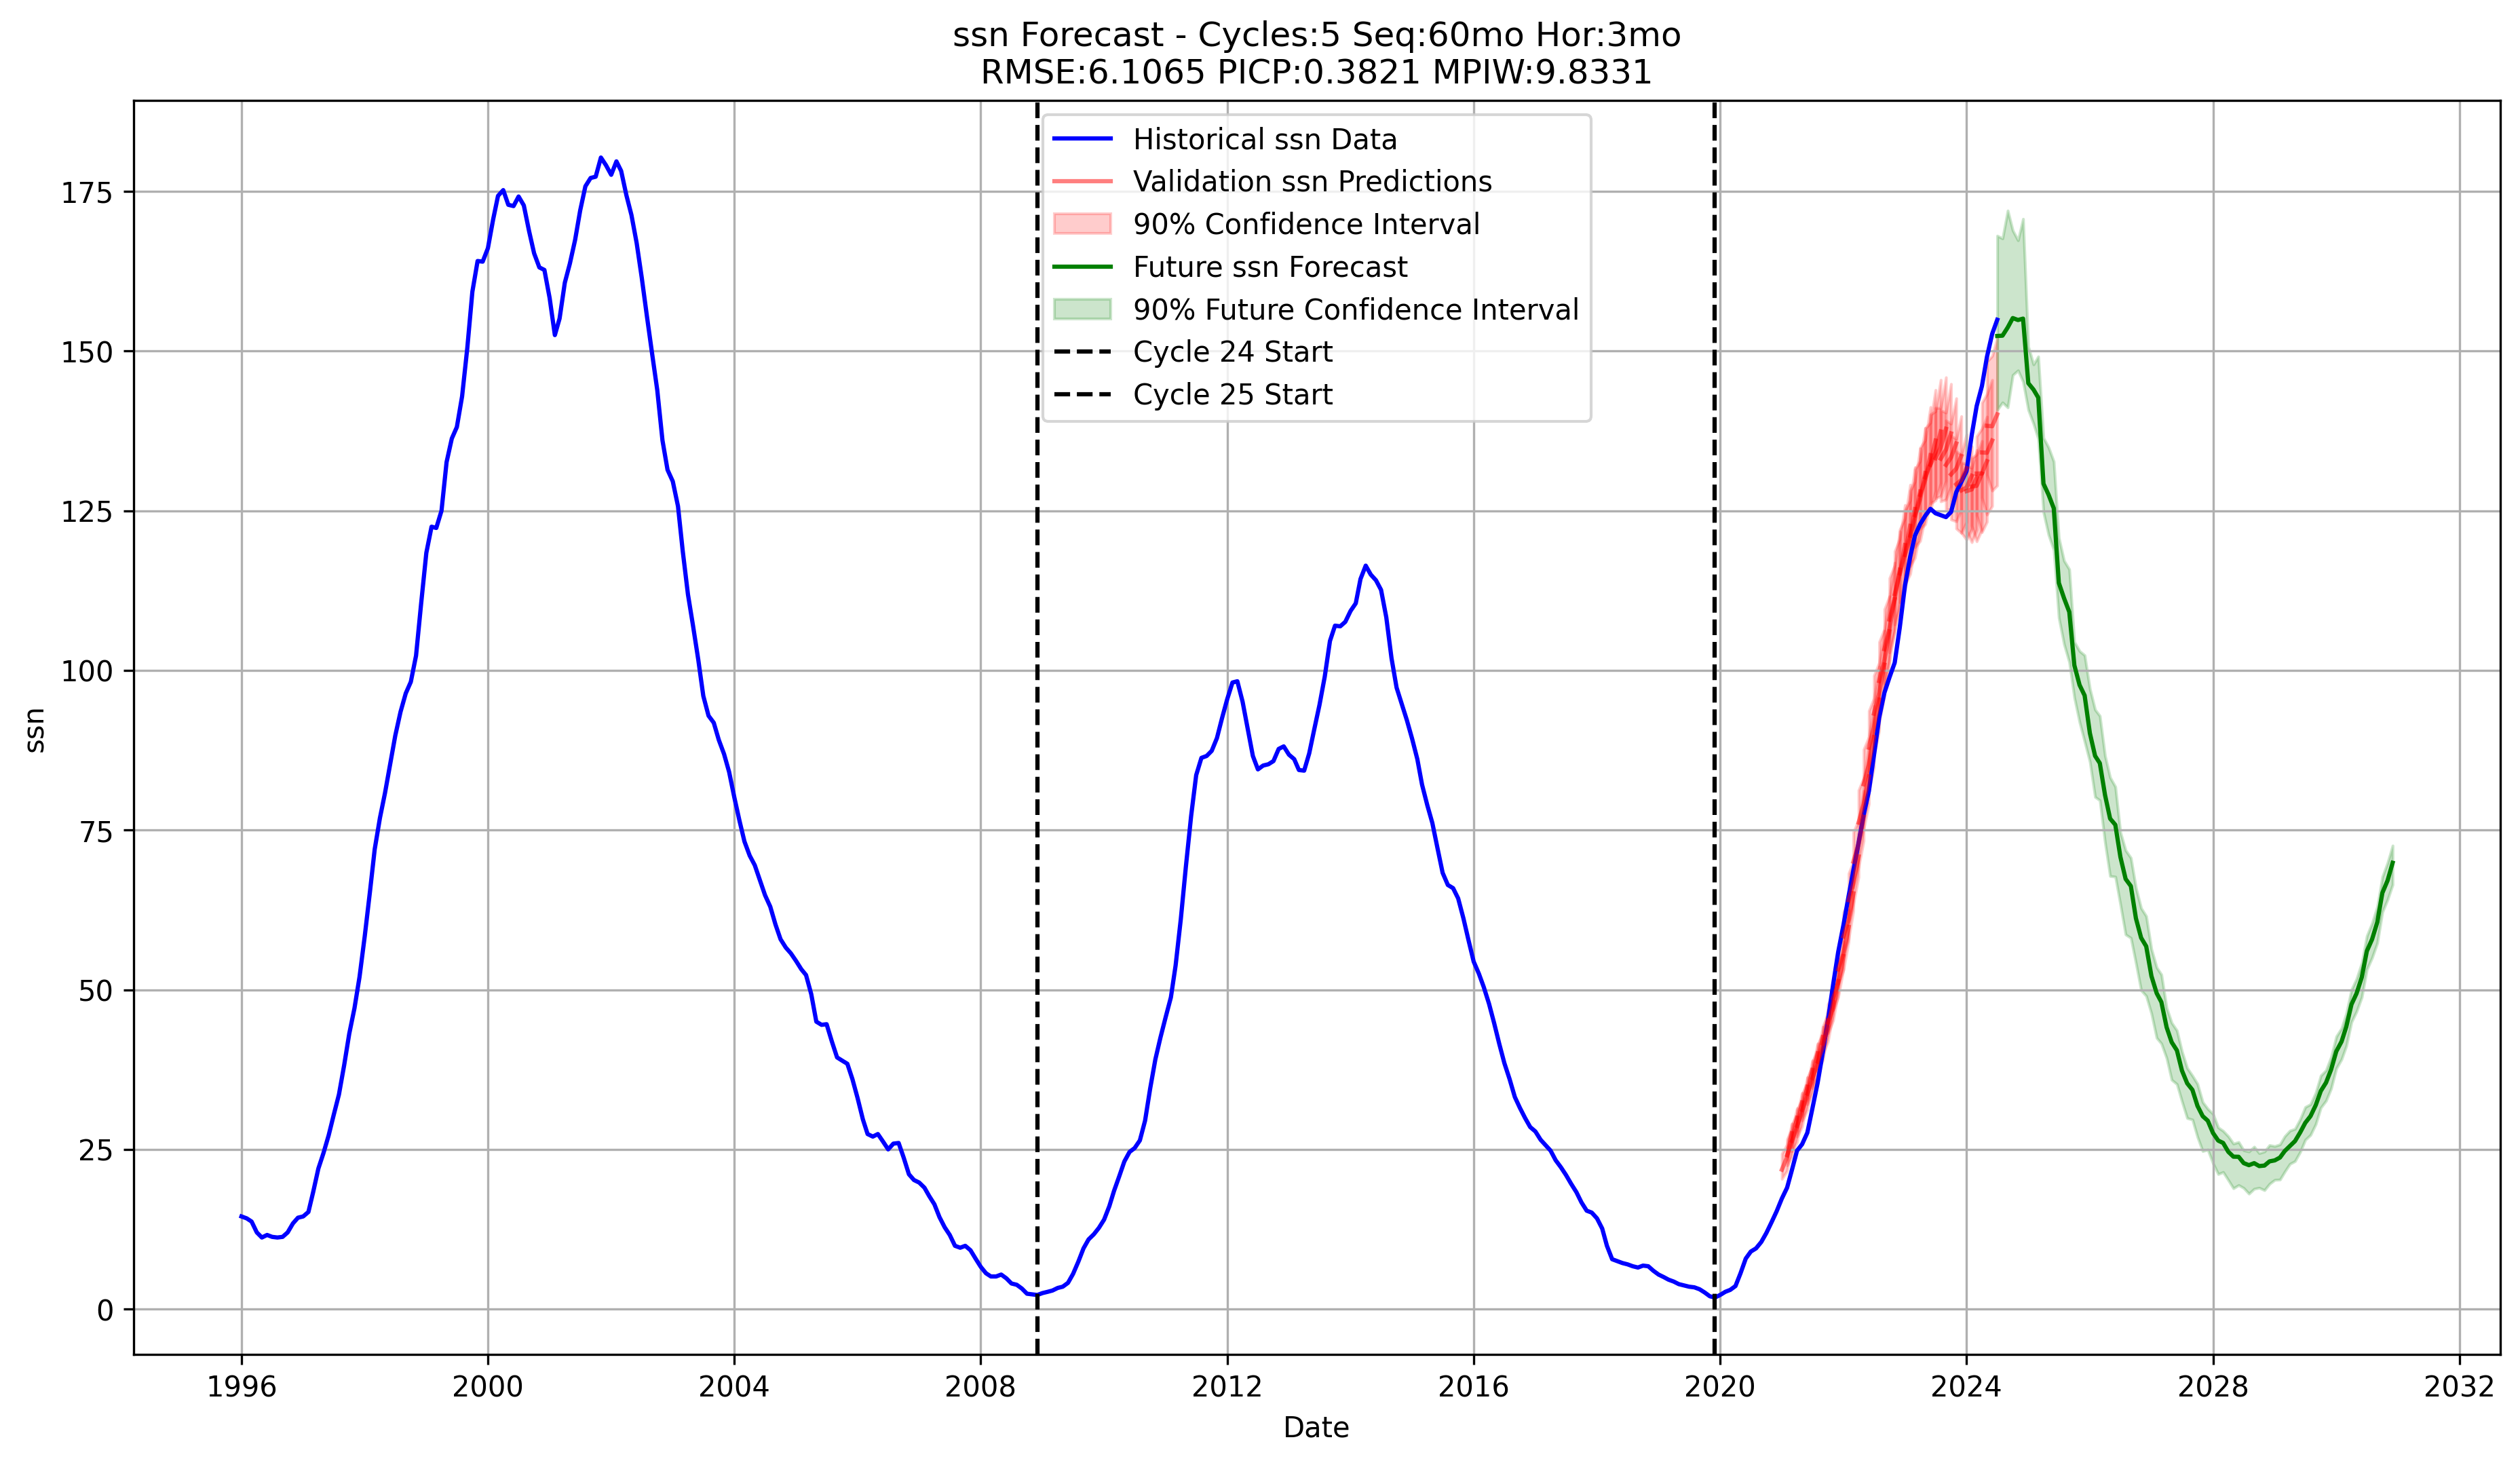 ssn Forecast - Cycles:5 Seq:60mo Hor:3mo
RMSE:6.1065 PICP:0.3821 MPIW:9.8331
Historical ssn Data
Validation ssn Predictions
90% Confidence Interval
Future ssn Forecast
90% Future Confidence Interval
Cycle 24 Start
Cycle 25 Start
ssn
175
150
125
100
75
50
25
0
1996 2000 2004 2008 2012 2016 2020 2024 2028 2032
Date